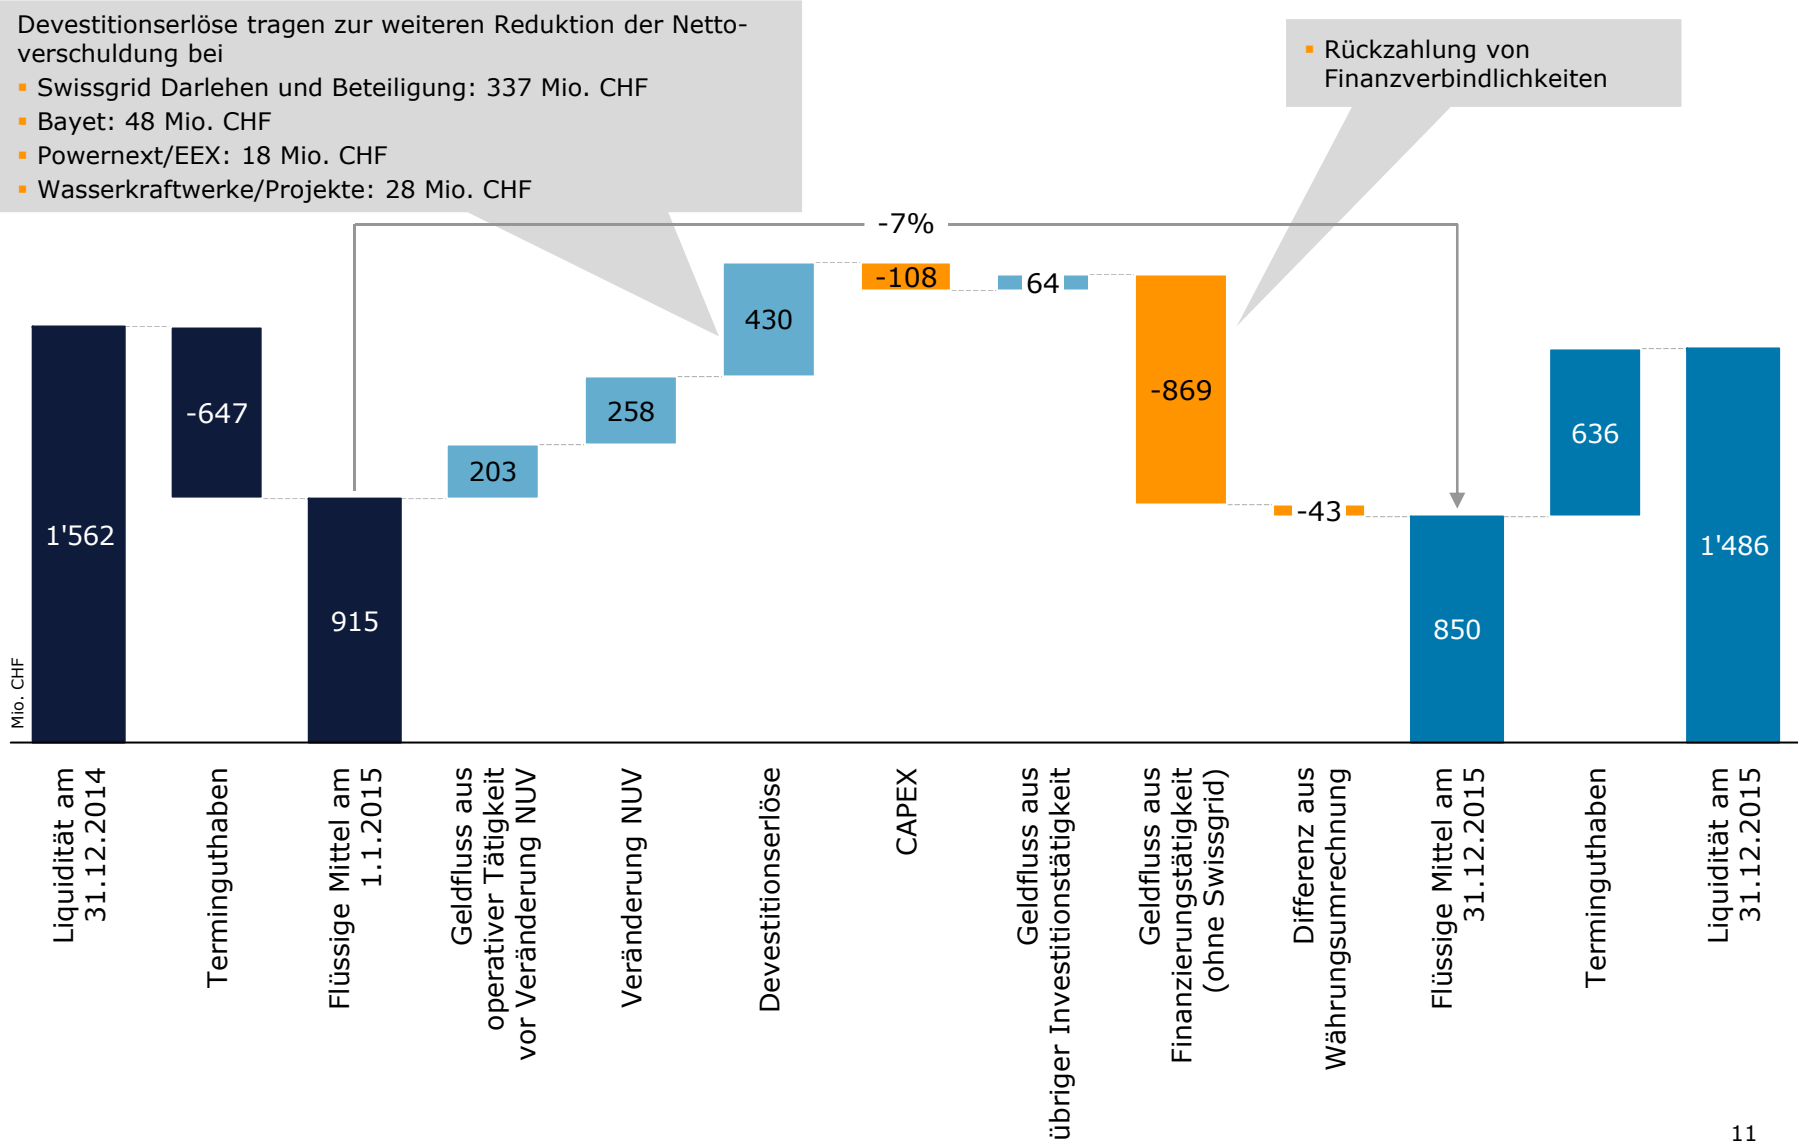 Devestitionserlöse tragen zur weiteren Reduktion der Netto-
verschuldung bei
▪ Swissgrid Darlehen und Beteiligung: 337 Mio. CHF
▪ Bayet: 48 Mio. CHF
▪ Powernext/EEX: 18 Mio. CHF
▪ Wasserkraftwerke/Projekte: 28 Mio. CHF
▪ Rückzahlung von
Finanzverbindlichkeiten
-7%
1'562
-647
915
203
258
430
-108
64
-869
-43
850
636
1'486
Mio. CHF
Liquidität am
31.12.2014
Terminguthaben
Flüssige Mittel am
1.1.2015
Geldfluss aus
operativer Tätigkeit
vor Veränderung NUV
Veränderung NUV
Devestitionserlöse
CAPEX
Geldfluss aus
übriger Investitionstätigkeit
Geldfluss aus
Finanzierungstätigkeit
(ohne Swissgrid)
Differenz aus
Währungsumrechnung
Flüssige Mittel am
31.12.2015
Terminguthaben
Liquidität am
31.12.2015
11